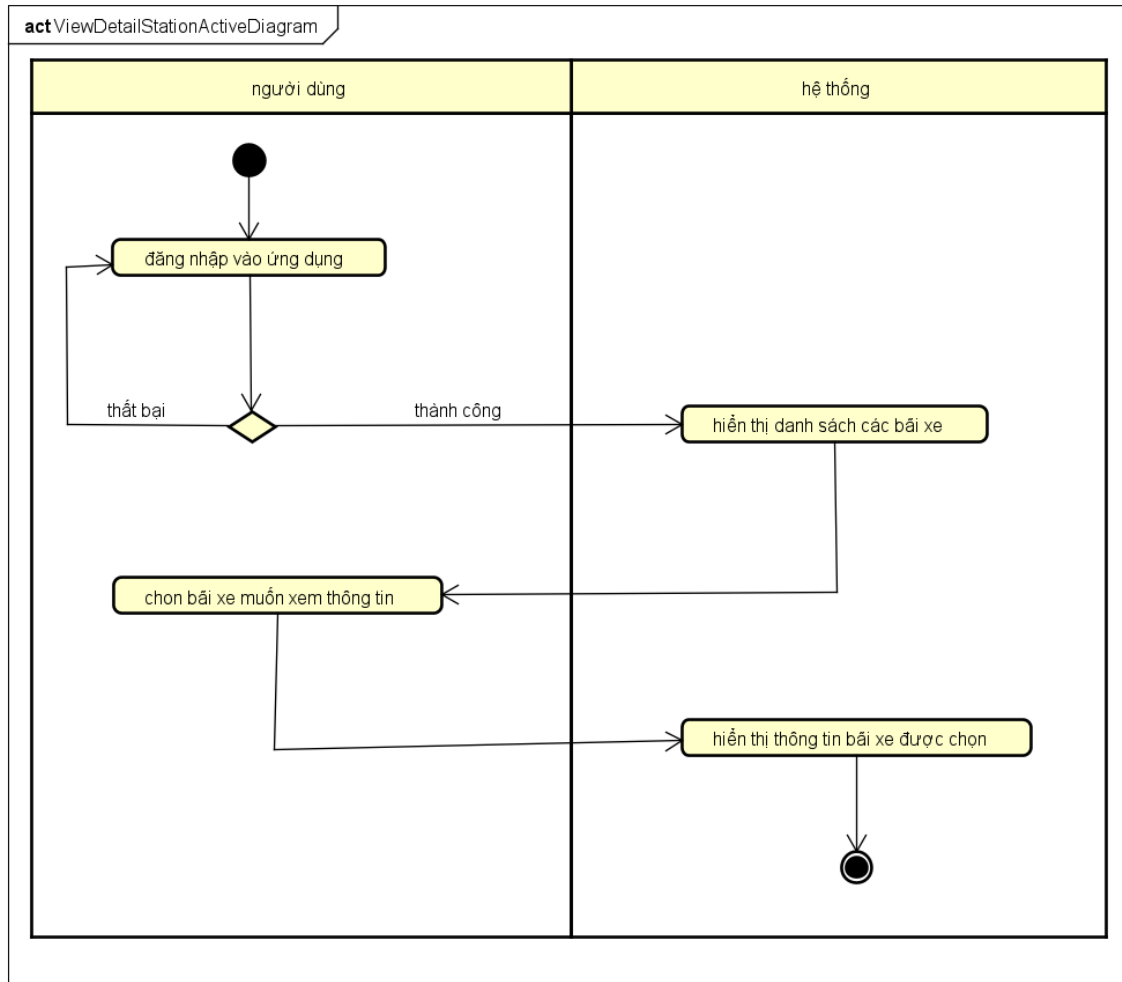 act ViewDetailStationActiveDiagram
người dùng
hệ thống
đăng nhập vào ứng dụng
thất bại
thành công
hiển thị danh sách các bãi xe
chon bãi xe muốn xem thông tin
hiển thị thông tin bãi xe được chọn